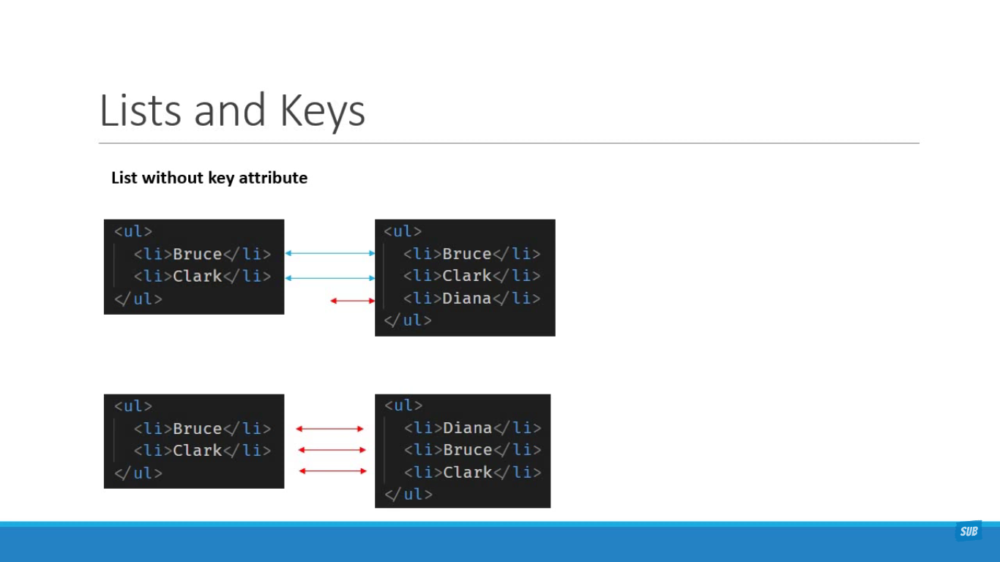 Lists and Keys
List without key attribute
<ul>
<li>Bruce</li>
<li>Clark</li>
</ul>
<ul>
<li>Bruce</li>
<li>Clark</li>
<li>Diana</li>
</ul>
<ul>
<li>Bruce</li>
<li>Clark</li>
</ul>
<ul>
<li>Diana</li>
<li>Bruce</li>
<li>Clark</li>
</ul>
SUB